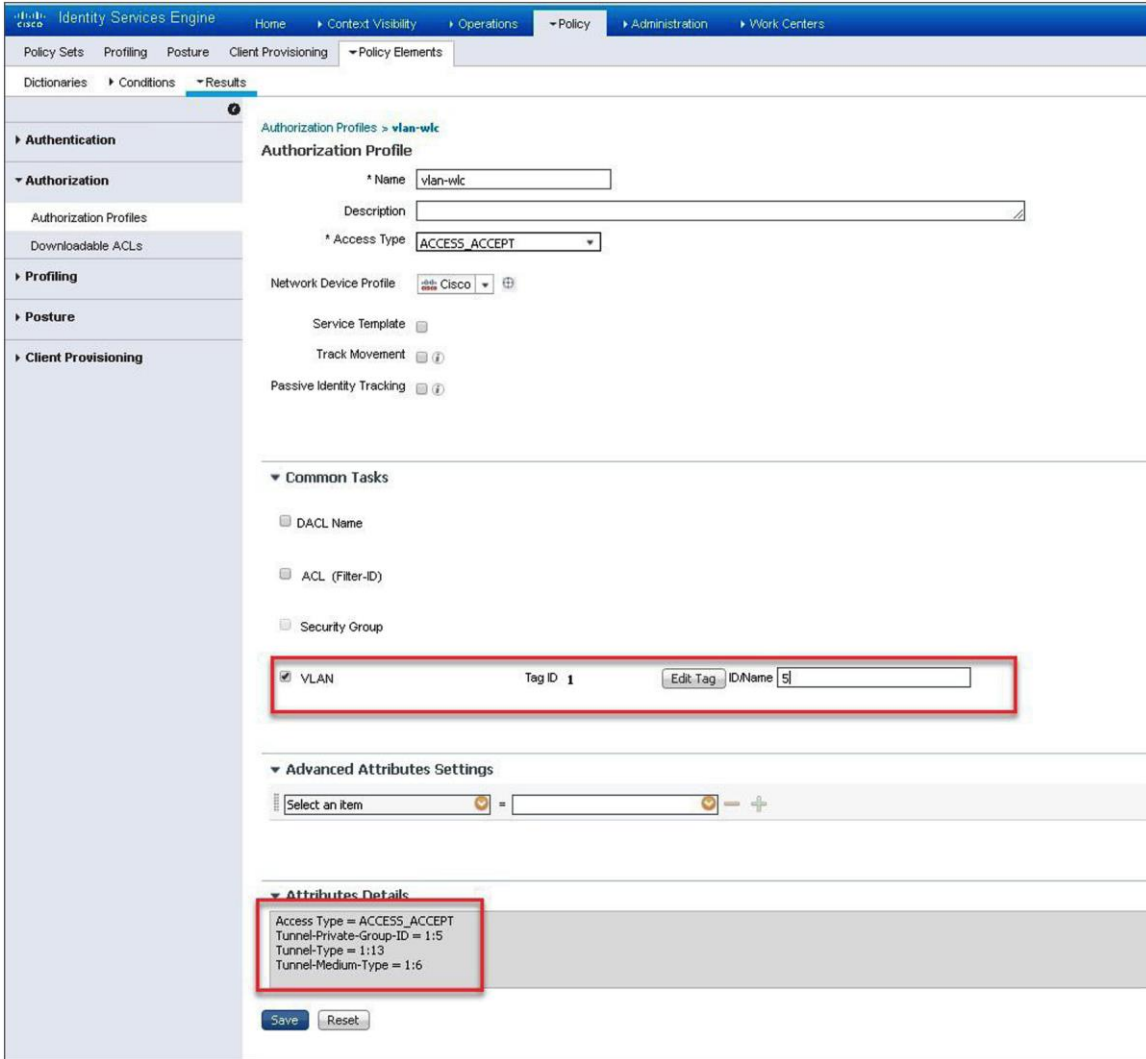 cisco Identity Services Engine Home Context Visibility Operations Policy Administration Work Centers
Policy Sets Profiling Posture Client Provisioning Policy Elements
Dictionaries Conditions Results
Authentication
Authorization
Authorization Profiles
Downloadable ACLs
Profiling
Posture
Client Provisioning
Authorization Profiles > vlan-wlc
Authorization Profile
* Name vlan-wlc
Description
* Access Type ACCESS_ACCEPT
Network Device Profile Cisco
Service Template
Track Movement
Passive Identity Tracking
Common Tasks
DACL Name
ACL (Filter-ID)
Security Group
VLAN Tag ID 1 Edit Tag ID/Name 5
Advanced Attributes Settings
Select an item =
Attributes Details
Access Type = ACCESS_ACCEPT
Tunnel-Private-Group-ID = 1:5
Tunnel-Type = 1:13
Tunnel-Medium-Type = 1:6
Save Reset